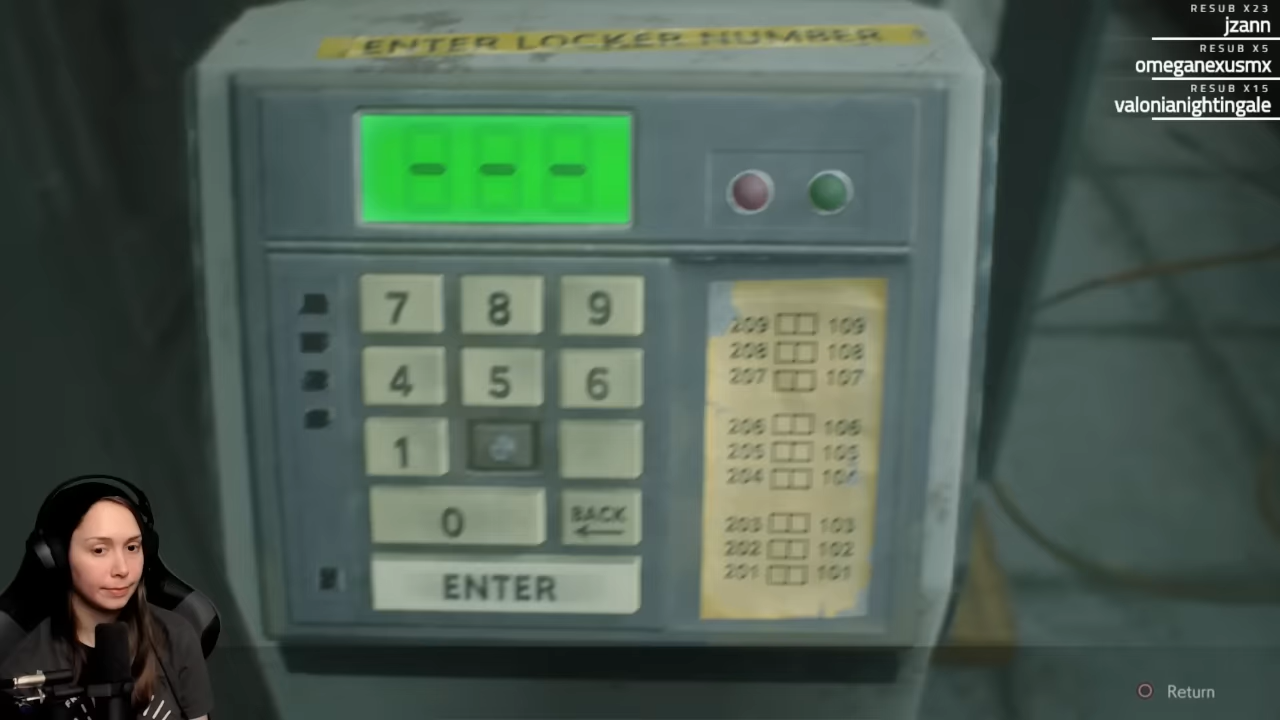 RESUB X23
jzann
RESUB X5
omeganexusmx
RESUB X15
valonianightingale
ENTER LOCKER NUMBER
7 8 9
4 5 6
1
0 BACK
ENTER
209 109
208 108
207 107
206 106
205 105
204 104
203 103
202 102
201 101
Return